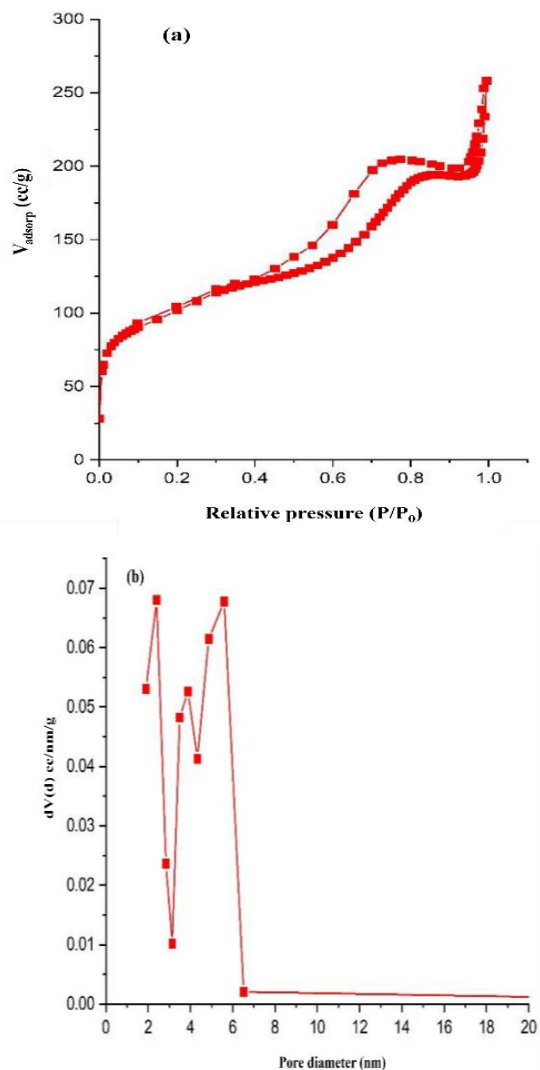 (a)
300
250
200
150
100
50
0
V_adsorp (cc/g)
0.0 0.2 0.4 0.6 0.8 1.0
Relative pressure (P/P₀)
(b)
0.07
0.06
0.05
0.04
0.03
0.02
0.01
0.00
dV(d) cc/nm/g
0 2 4 6 8 10 12 14 16 18 20
Pore diameter (nm)